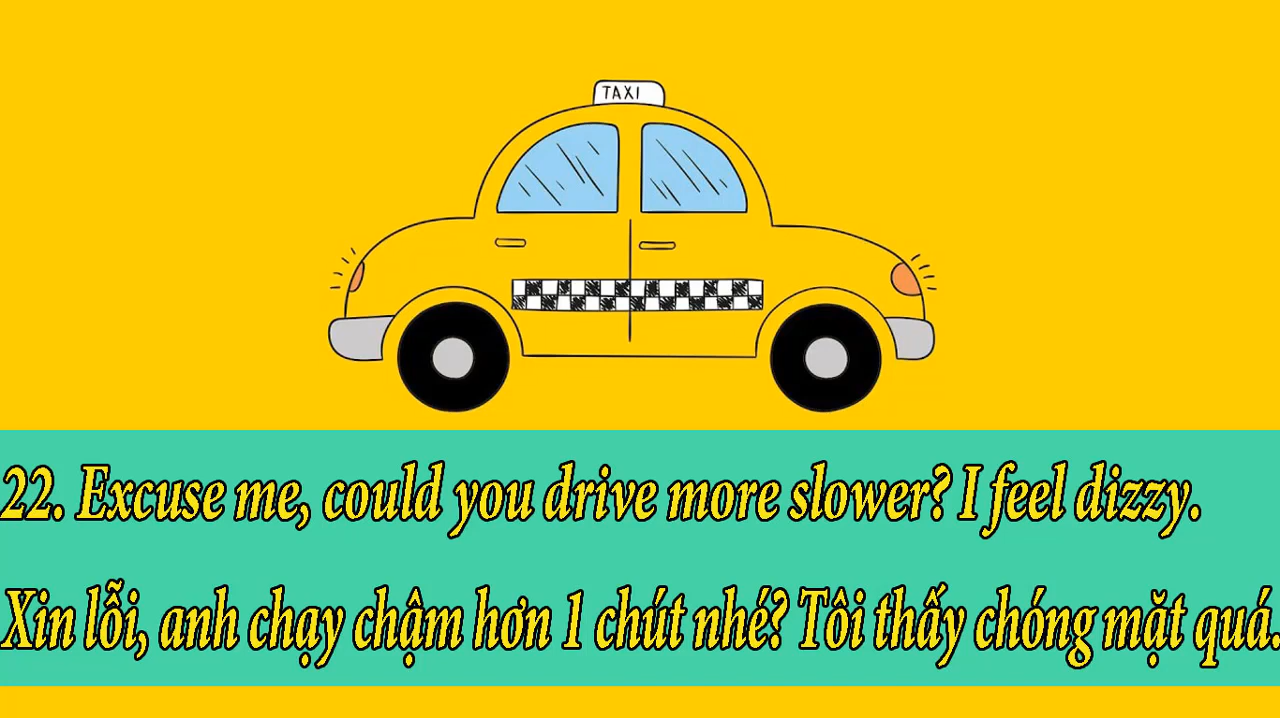 TAXI
22. Excuse me, could you drive more slower? I feel dizzy.
Xin lỗi, anh chạy chậm hơn 1 chút nhé? Tôi thấy chóng mặt quá.